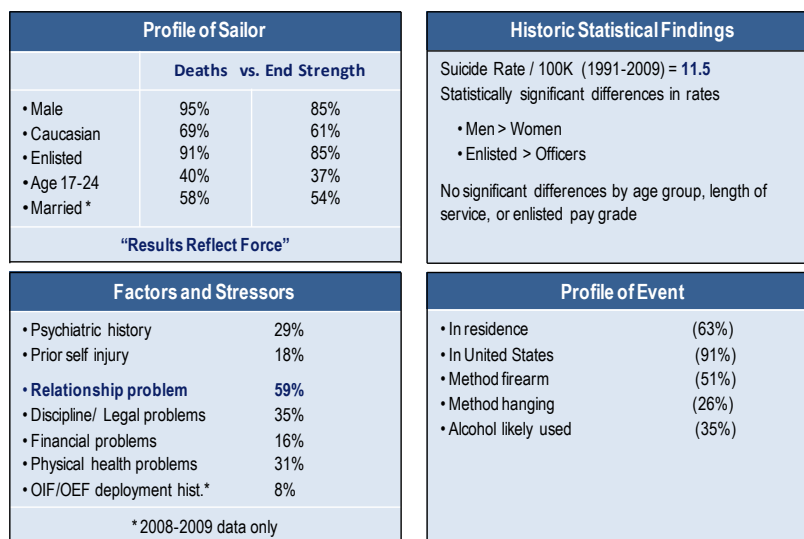 Profile of Sailor
Deaths vs. End Strength
• Male 95% 85%
• Caucasian 69% 61%
• Enlisted 91% 85%
• Age 17-24 40% 37%
• Married * 58% 54%
“Results Reflect Force”
Historic Statistical Findings
Suicide Rate / 100K (1991-2009) = 11.5
Statistically significant differences in rates
• Men > Women
• Enlisted > Officers
No significant differences by age group, length of
service, or enlisted pay grade
Factors and Stressors
• Psychiatric history 29%
• Prior self injury 18%
• Relationship problem 59%
• Discipline/ Legal problems 35%
• Financial problems 16%
• Physical health problems 31%
• OIF/OEF deployment hist.* 8%
* 2008-2009 data only
Profile of Event
• In residence (63%)
• In United States (91%)
• Method firearm (51%)
• Method hanging (26%)
• Alcohol likely used (35%)